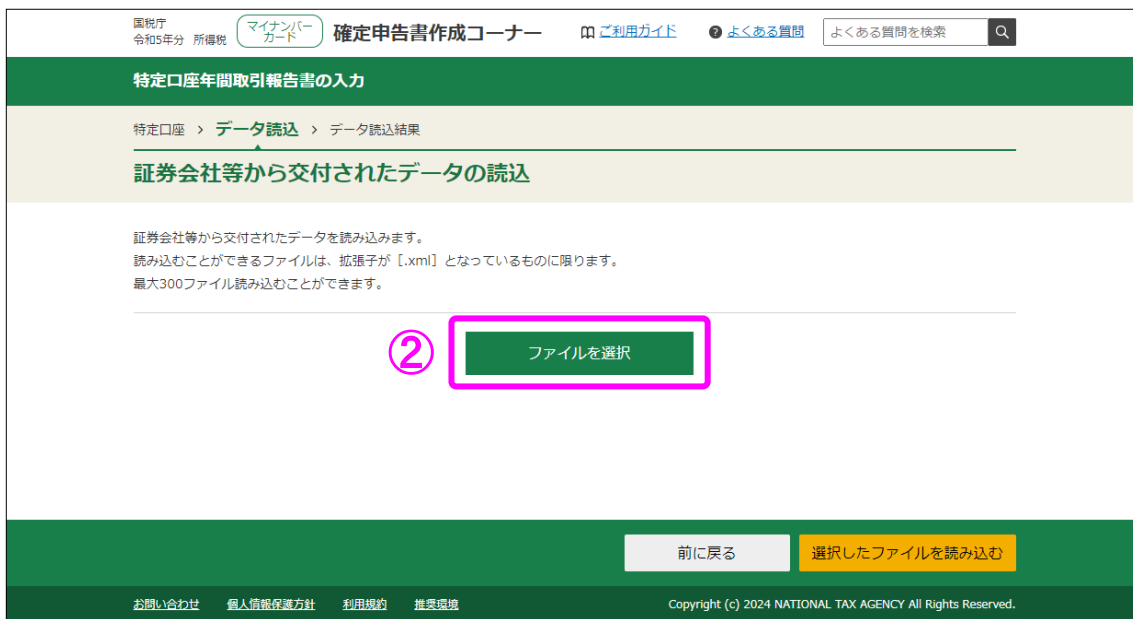 国税庁
令和5年分 所得税
マイナンバーカード
確定申告書作成コーナー
ご利用ガイド
よくある質問
よくある質問を検索
特定口座年間取引報告書の入力
特定口座 > データ読込 > データ読込結果
証券会社等から交付されたデータの読込
証券会社等から交付されたデータを読み込みます。
読み込むことができるファイルは、拡張子が［.xml］となっているものに限ります。
最大300ファイル読み込むことができます。
②
ファイルを選択
前に戻る
選択したファイルを読み込む
お問い合わせ 個人情報保護方針 利用規約 推奨環境
Copyright (c) 2024 NATIONAL TAX AGENCY All Rights Reserved.